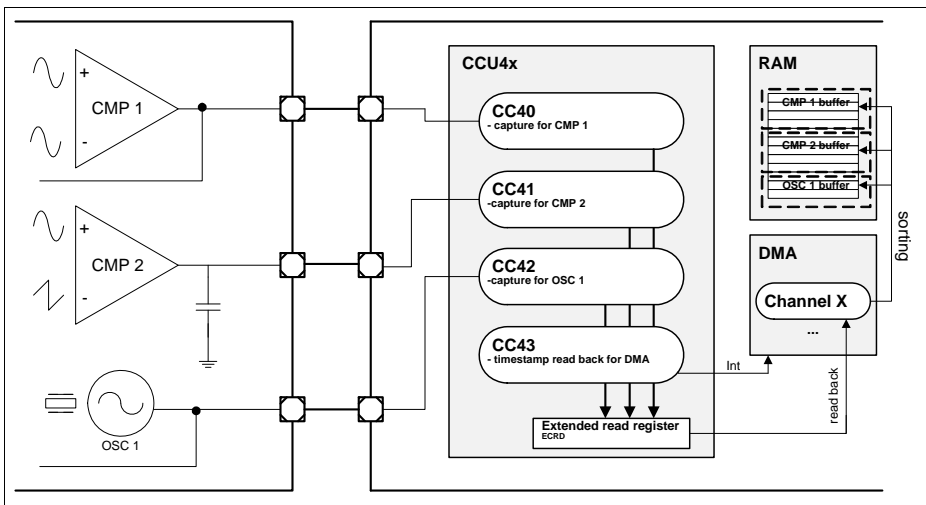 +
CMP 1
-
+
CMP 2
-
OSC 1
CCU4x
CC40
- capture for CMP 1
CC41
-capture for CMP 2
CC42
-capture for OSC 1
CC43
- timestamp read back for DMA
Extended read register
ECRD
RAM
CMP 1 buffer
CMP 2 buffer
OSC 1 buffer
sorting
DMA
Channel X
...
Int
read back